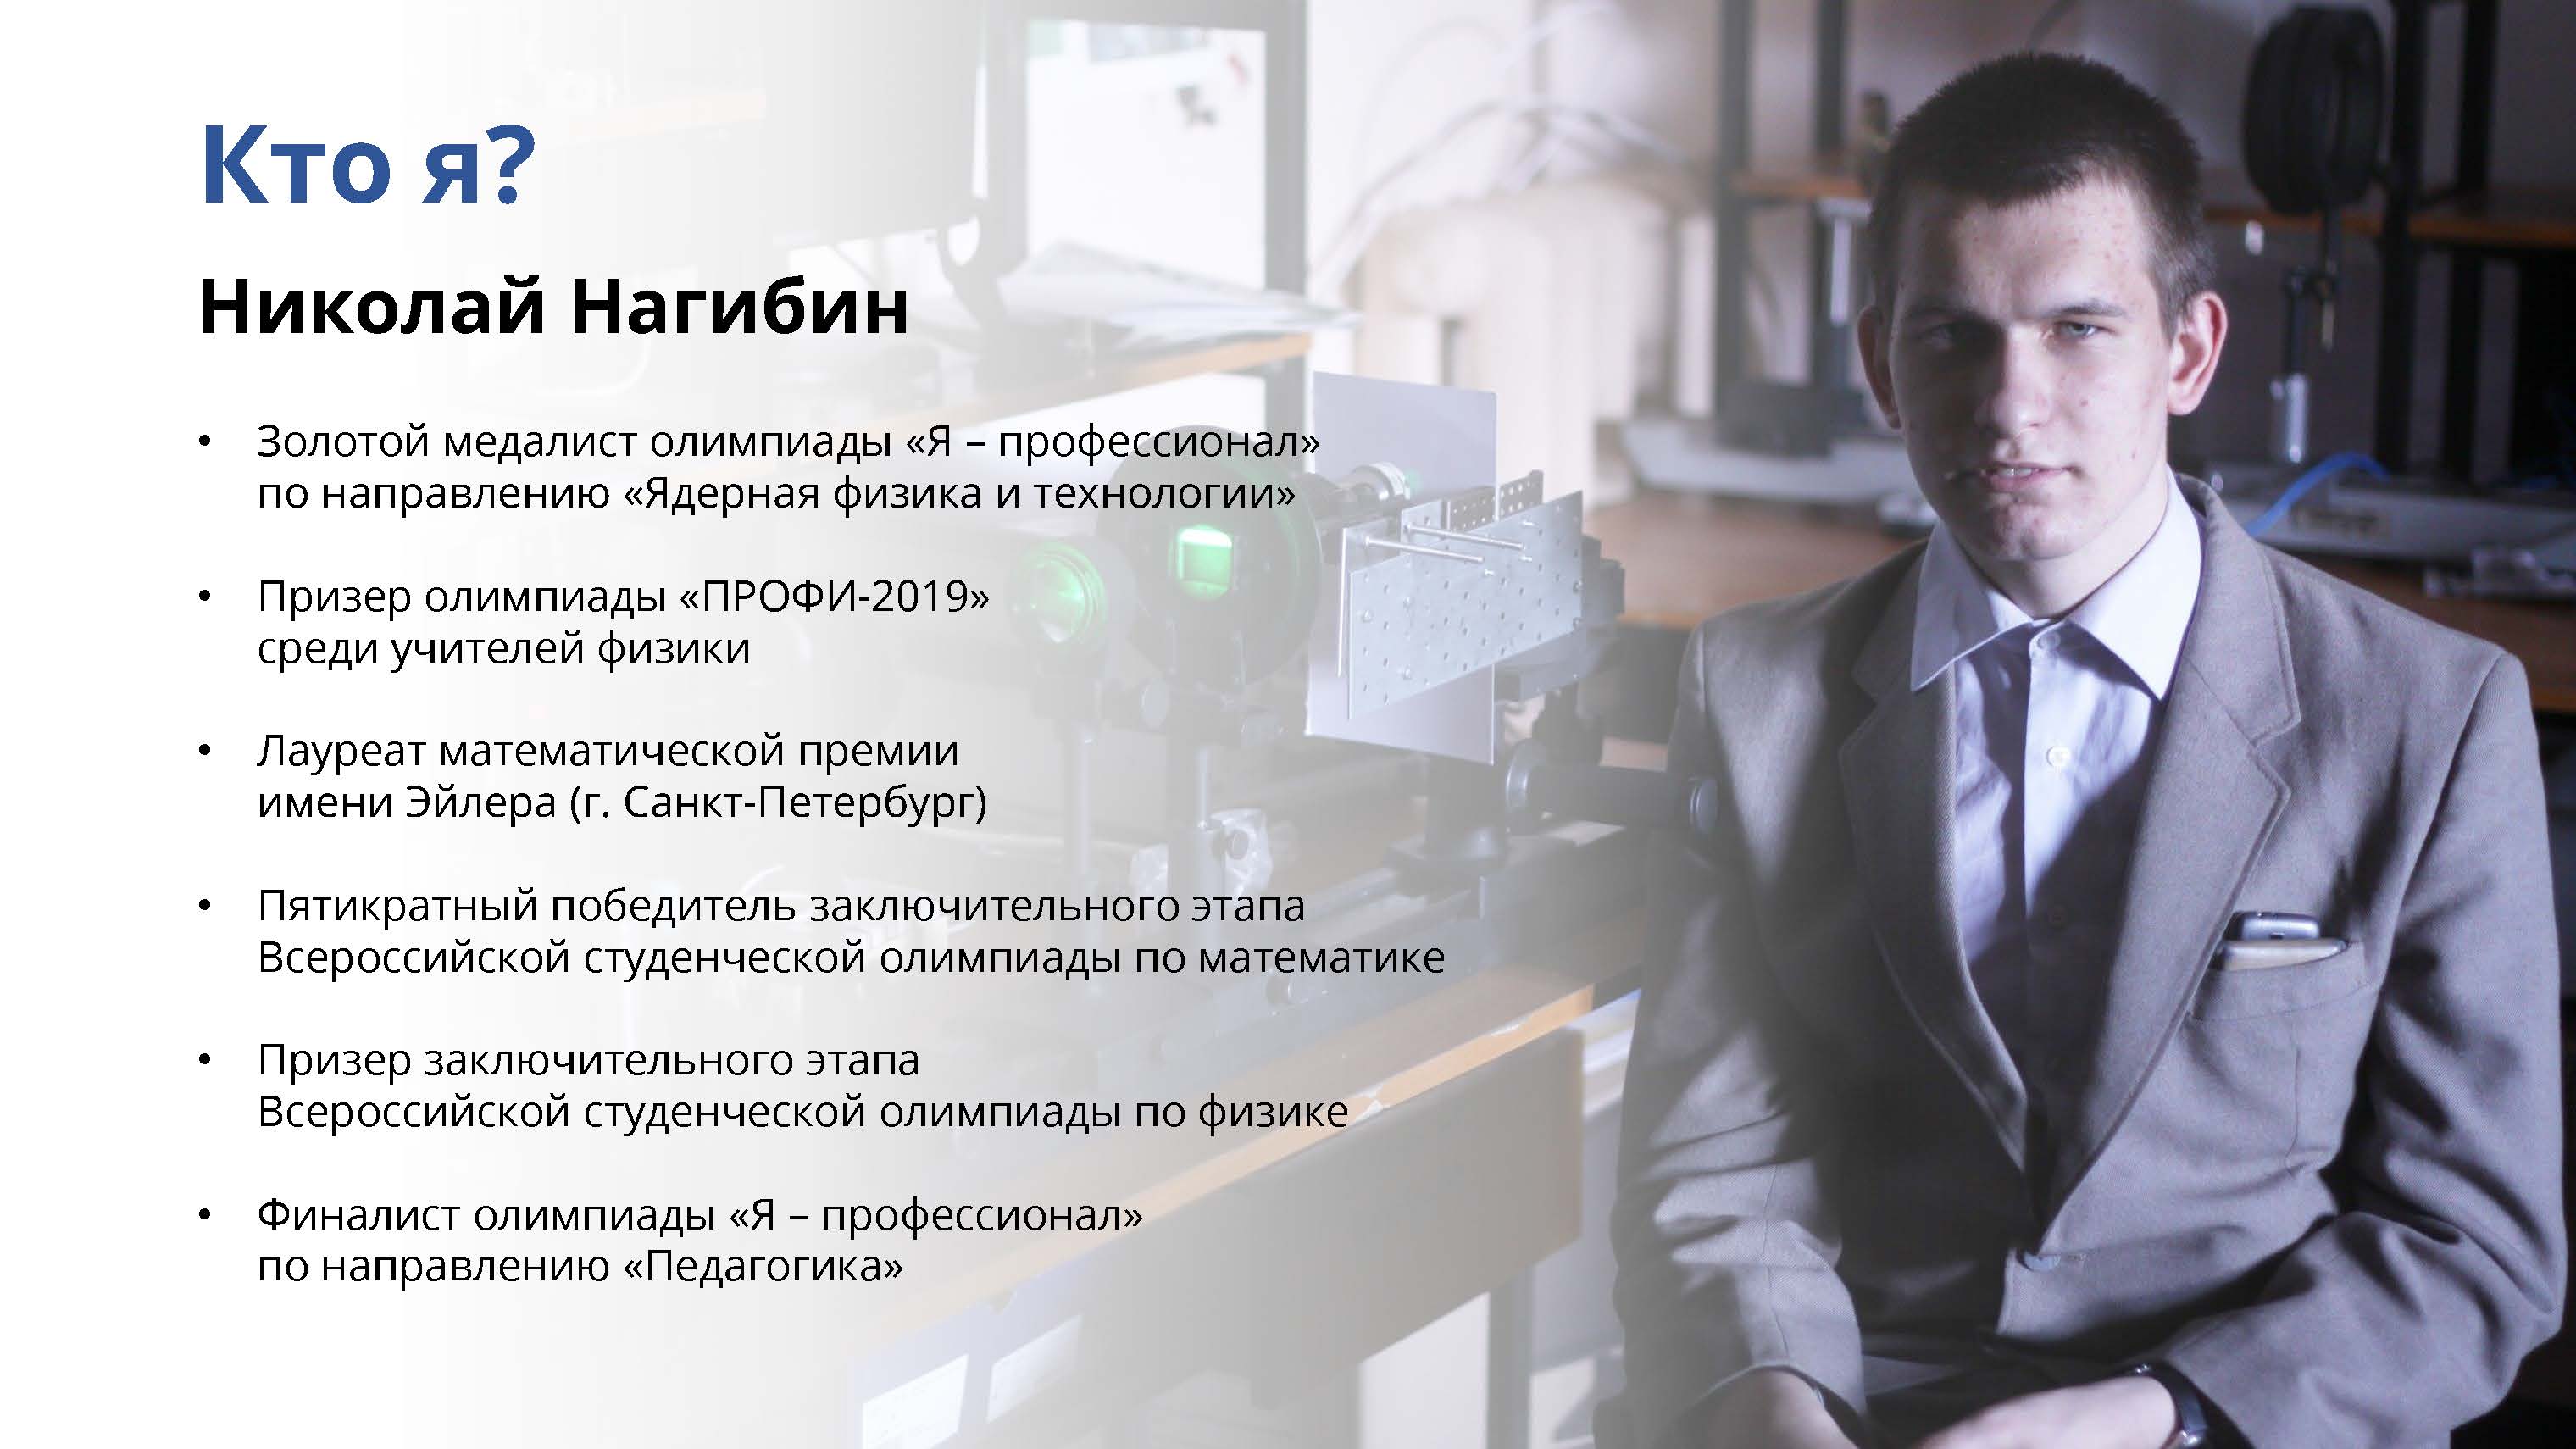 Кто я?
Николай Нагибин
• Золотой медалист олимпиады «Я – профессионал»
по направлению «Ядерная физика и технологии»
• Призер олимпиады «ПРОФИ-2019»
среди учителей физики
• Лауреат математической премии
имени Эйлера (г. Санкт-Петербург)
• Пятикратный победитель заключительного этапа
Всероссийской студенческой олимпиады по математике
• Призер заключительного этапа
Всероссийской студенческой олимпиады по физике
• Финалист олимпиады «Я – профессионал»
по направлению «Педагогика»